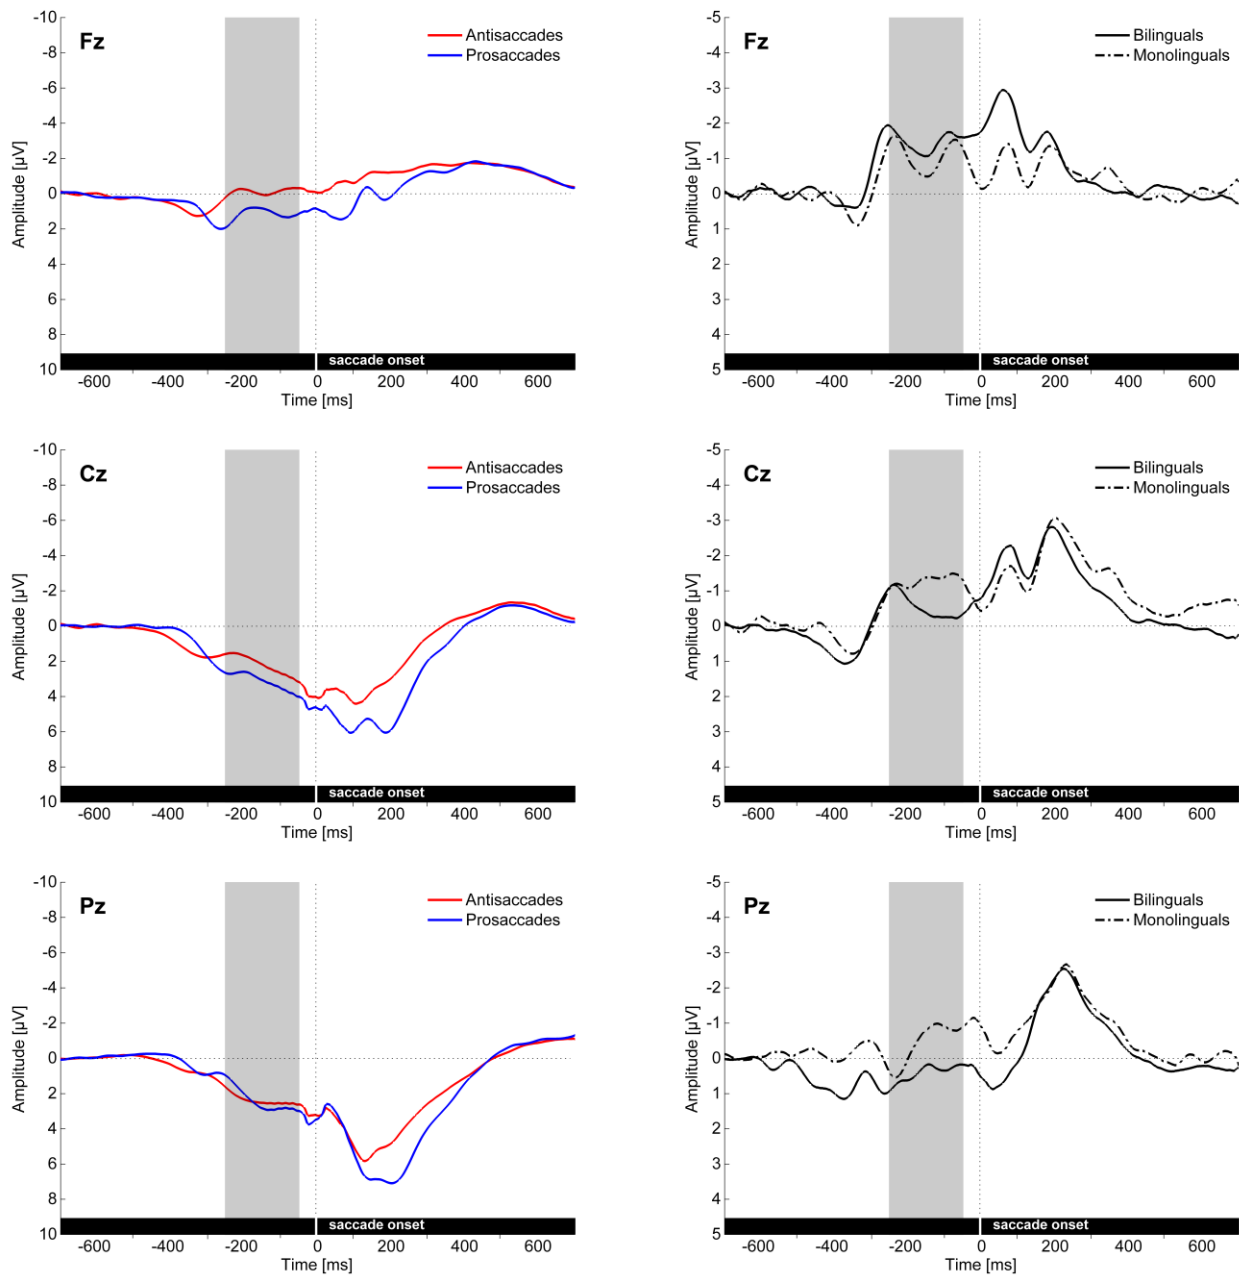 -10
-8
-6
-4
-2
0
2
4
6
8
10
Amplitude [µV]
Fz
Antisaccades
Prosaccades
saccade onset
-600 -400 -200 0 200 400 600
Time [ms]
-5
-4
-3
-2
-1
0
1
2
3
4
5
Amplitude [µV]
Fz
Bilinguals
Monolinguals
saccade onset
-600 -400 -200 0 200 400 600
Time [ms]
-10
-8
-6
-4
-2
0
2
4
6
8
10
Amplitude [µV]
Cz
Antisaccades
Prosaccades
saccade onset
-600 -400 -200 0 200 400 600
Time [ms]
-5
-4
-3
-2
-1
0
1
2
3
4
5
Amplitude [µV]
Cz
Bilinguals
Monolinguals
saccade onset
-600 -400 -200 0 200 400 600
Time [ms]
-10
-8
-6
-4
-2
0
2
4
6
8
10
Amplitude [µV]
Pz
Antisaccades
Prosaccades
saccade onset
-600 -400 -200 0 200 400 600
Time [ms]
-5
-4
-3
-2
-1
0
1
2
3
4
5
Amplitude [µV]
Pz
Bilinguals
Monolinguals
saccade onset
-600 -400 -200 0 200 400 600
Time [ms]